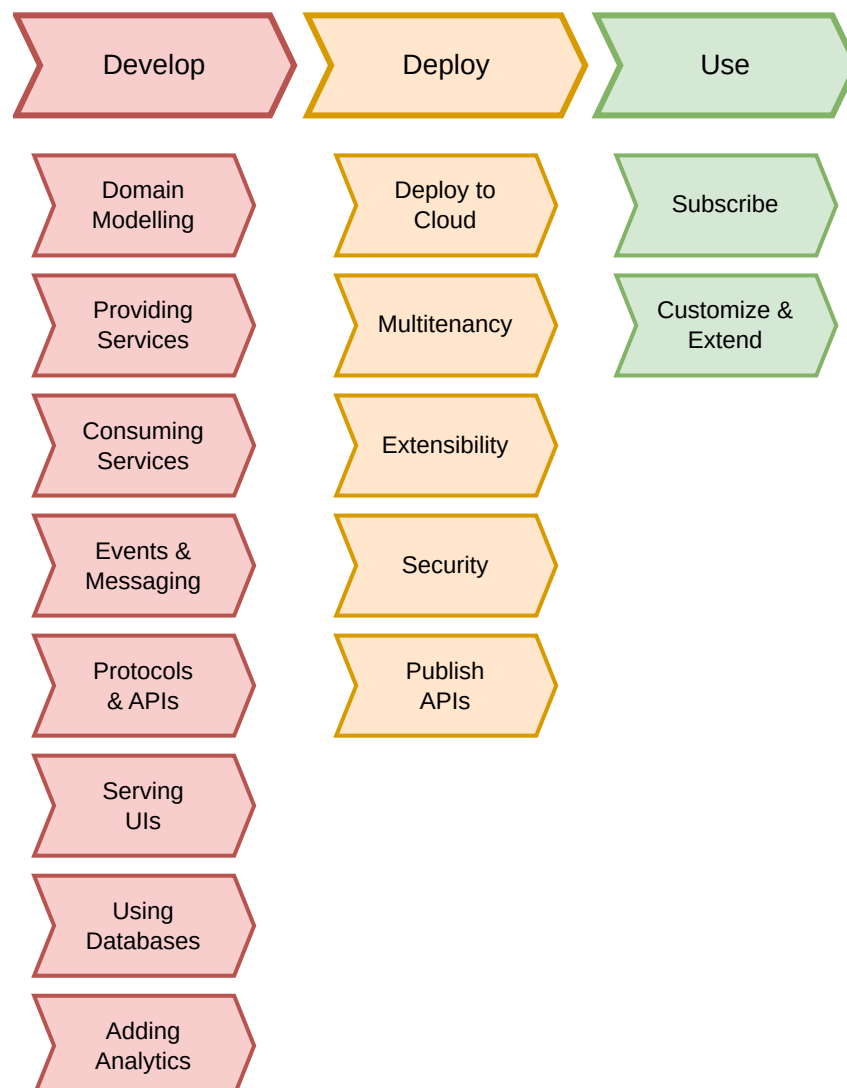 Develop
Deploy
Use
Domain
Modelling
Deploy to
Cloud
Subscribe
Providing
Services
Multitenancy
Customize &
Extend
Consuming
Services
Extensibility
Events &
Messaging
Security
Protocols
& APIs
Publish
APIs
Serving
UIs
Using
Databases
Adding
Analytics